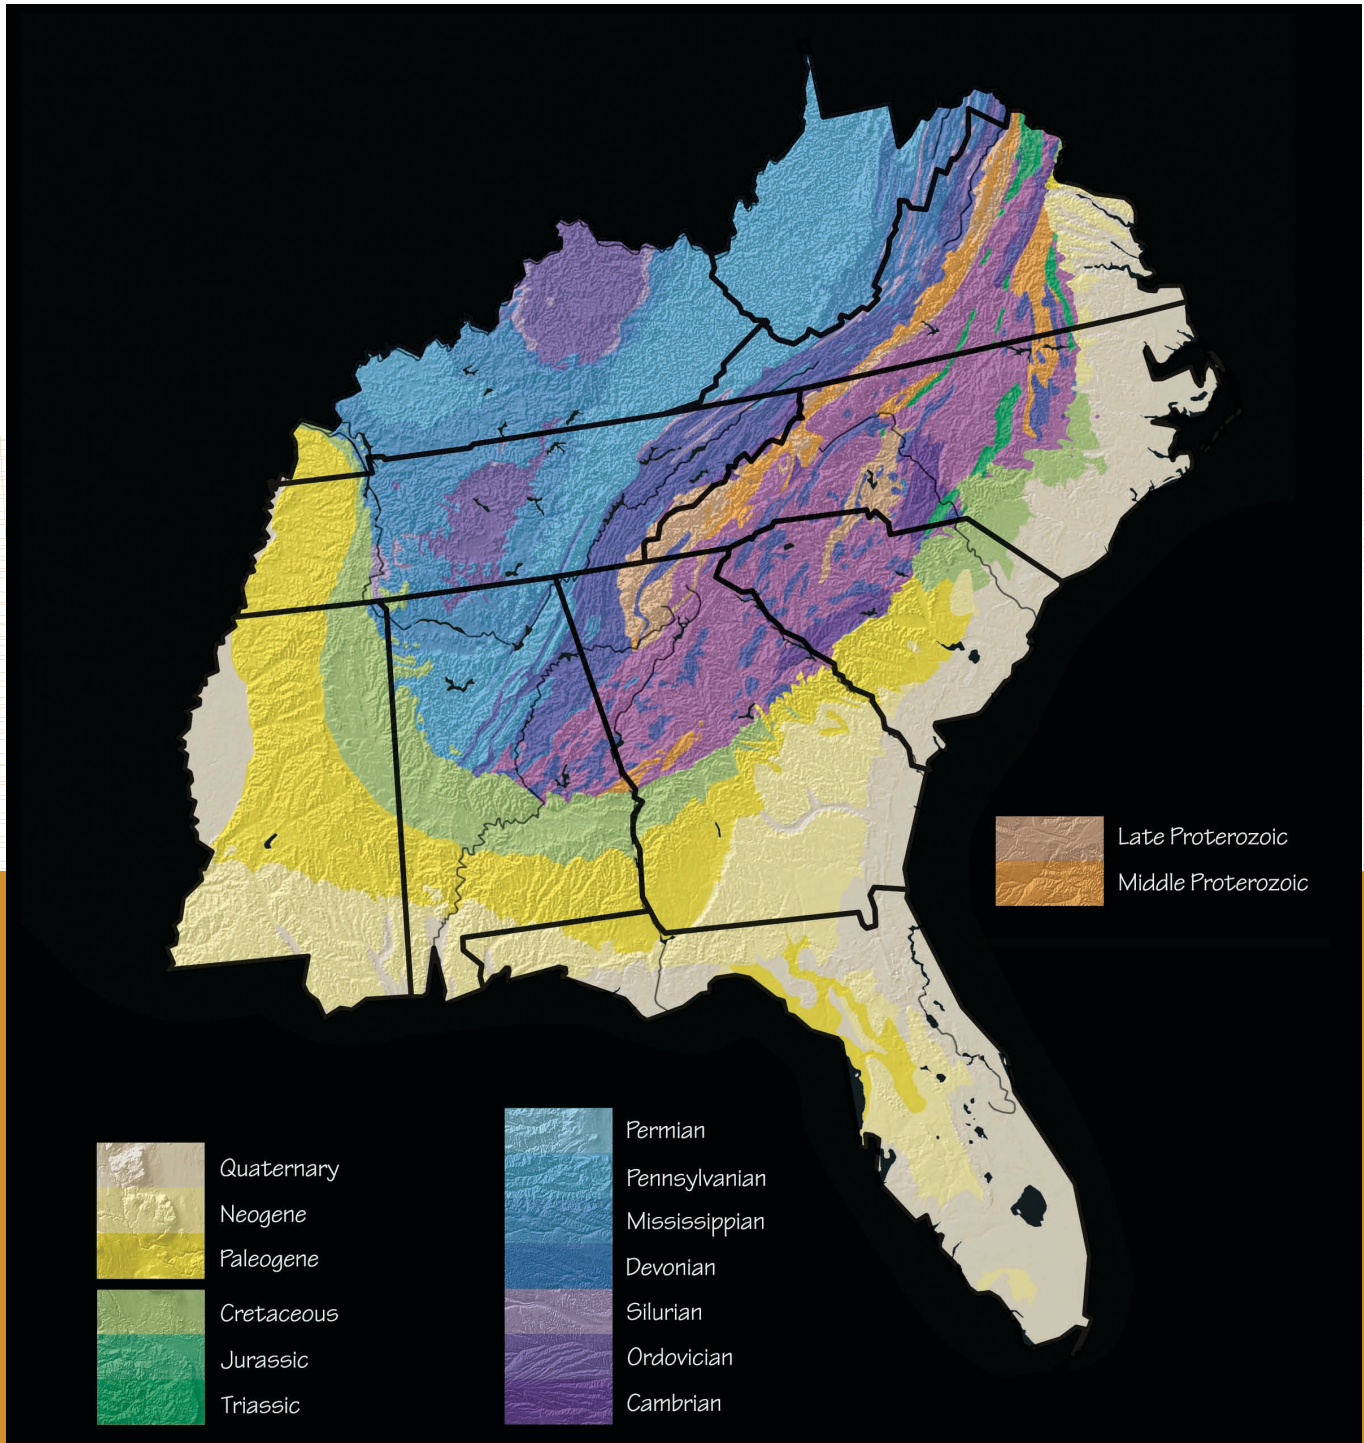 Late Proterozoic
Middle Proterozoic
Quaternary
Neogene
Paleogene
Cretaceous
Jurassic
Triassic
Permian
Pennsylvanian
Mississippian
Devonian
Silurian
Ordovician
Cambrian